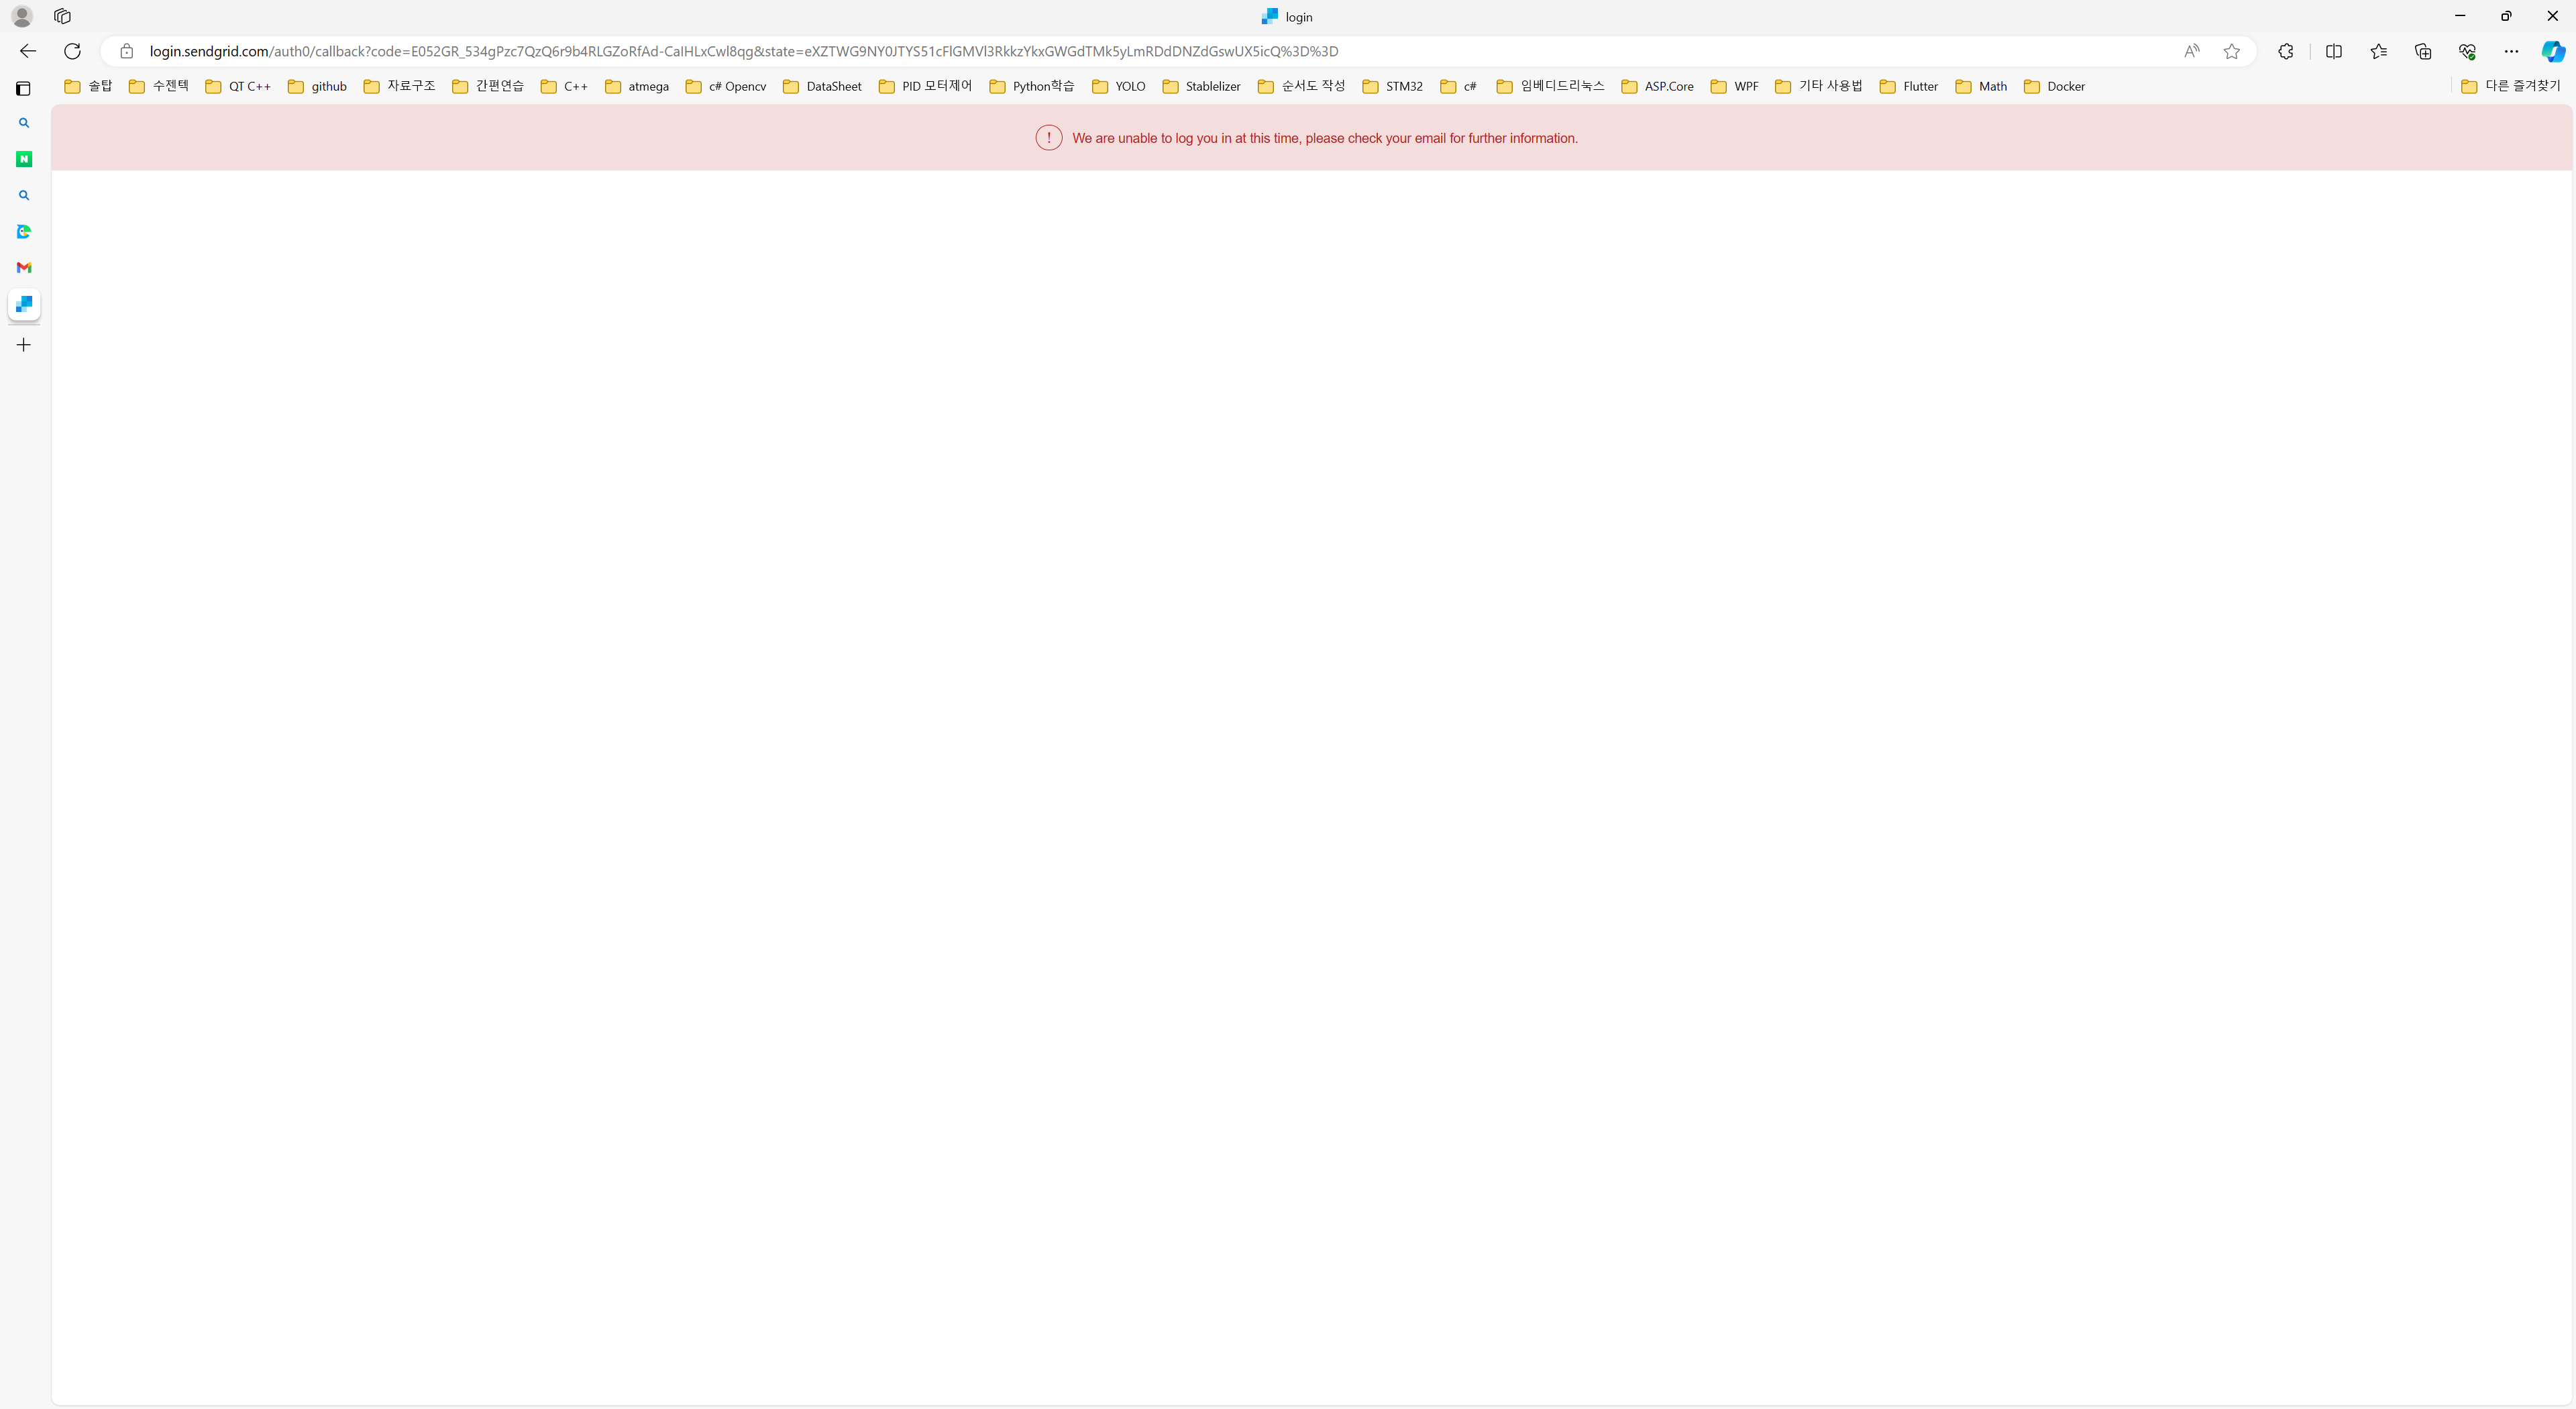 login
login.sendgrid.com/auth0/callback?code=E052GR_534gPzc7QzQ6r9b4RLGZoRfAd-CalHLxCwl8qg&state=eXZTWG9NY0JTYS51cFlGMVl3RkkzYkxGWGdTMk5yLmRDdDNZdGswUX5icQ%3D%3D
솔탑 수젠텍 QT C++ github 자료구조 간편연습 C++ atmega c# Opencv DataSheet PID 모터제어 Python학습 YOLO Stablelizer 순서도 작성 STM32 c# 임베디드리눅스 ASP.Core WPF 기타 사용법 Flutter Math Docker 다른 즐겨찾기
We are unable to log you in at this time, please check your email for further information.